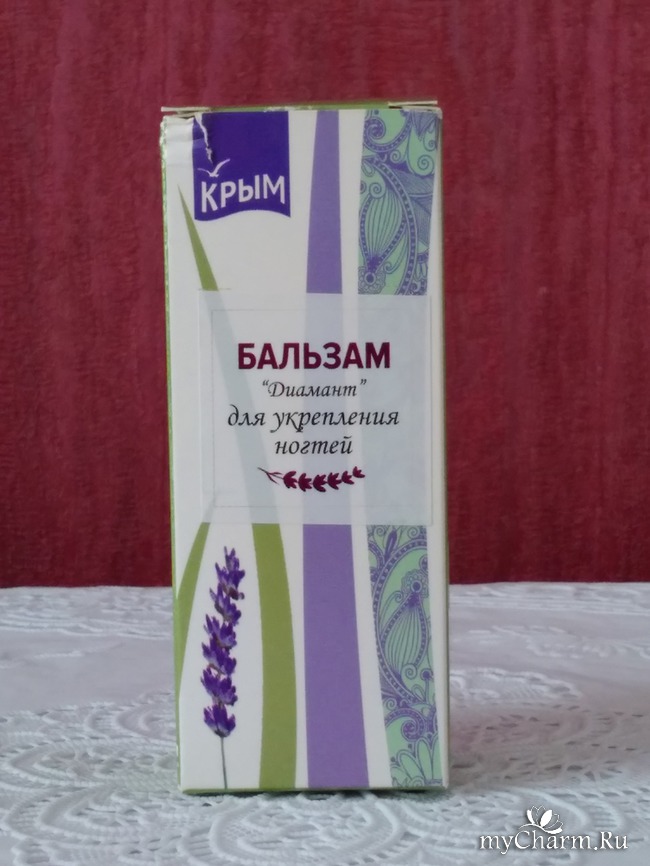 КРЫМ
БАЛЬЗАМ
“Диамант”
для укрепления
ногтей
myCharm.Ru